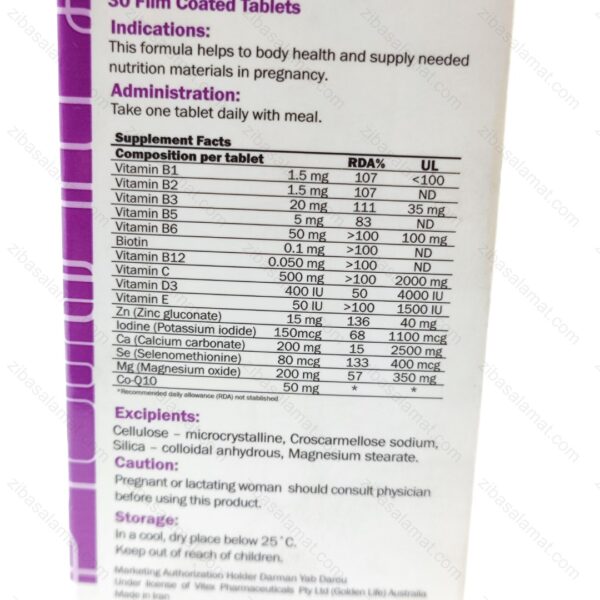 30 Film Coated Tablets
Indications:
This formula helps to body health and supply needed
nutrition materials in pregnancy.
Administration:
Take one tablet daily with meal.
Supplement Facts
Composition per tablet RDA% UL
Vitamin B1 1.5 mg 107 <100
Vitamin B2 1.5 mg 107 ND
Vitamin B3 20 mg 111 35 mg
Vitamin B5 5 mg 83 ND
Vitamin B6 50 mg >100 100 mg
Biotin 0.1 mg >100 ND
Vitamin B12 0.050 mg >100 ND
Vitamin C 500 mg >100 2000 mg
Vitamin D3 400 IU 50 4000 IU
Vitamin E 50 IU >100 1500 IU
Zn (Zinc gluconate) 15 mg 136 40 mg
Iodine (Potassium iodide) 150mcg 68 1100 mcg
Ca (Calcium carbonate) 200 mg 15 2500 mg
Se (Selenomethionine) 80 mcg 133 400 mcg
Mg (Magnesium oxide) 200 mg 57 350 mg
Co-Q10 50 mg * *
*Recommended daily allowance (RDA) not stablished
Excipients:
Cellulose – microcrystalline, Croscarmellose sodium,
Silica – colloidal anhydrous, Magnesium stearate.
Caution:
Pregnant or lactating woman should consult physician
before using this product.
Storage:
In a cool, dry place below 25°C.
Keep out of reach of children.
Marketing Authorization Holder Darman Yab Darou
Under license of Vitex Pharmaceuticals Pty Ltd (Golden Life) Australia
Made in Iran
zibasalamat.com